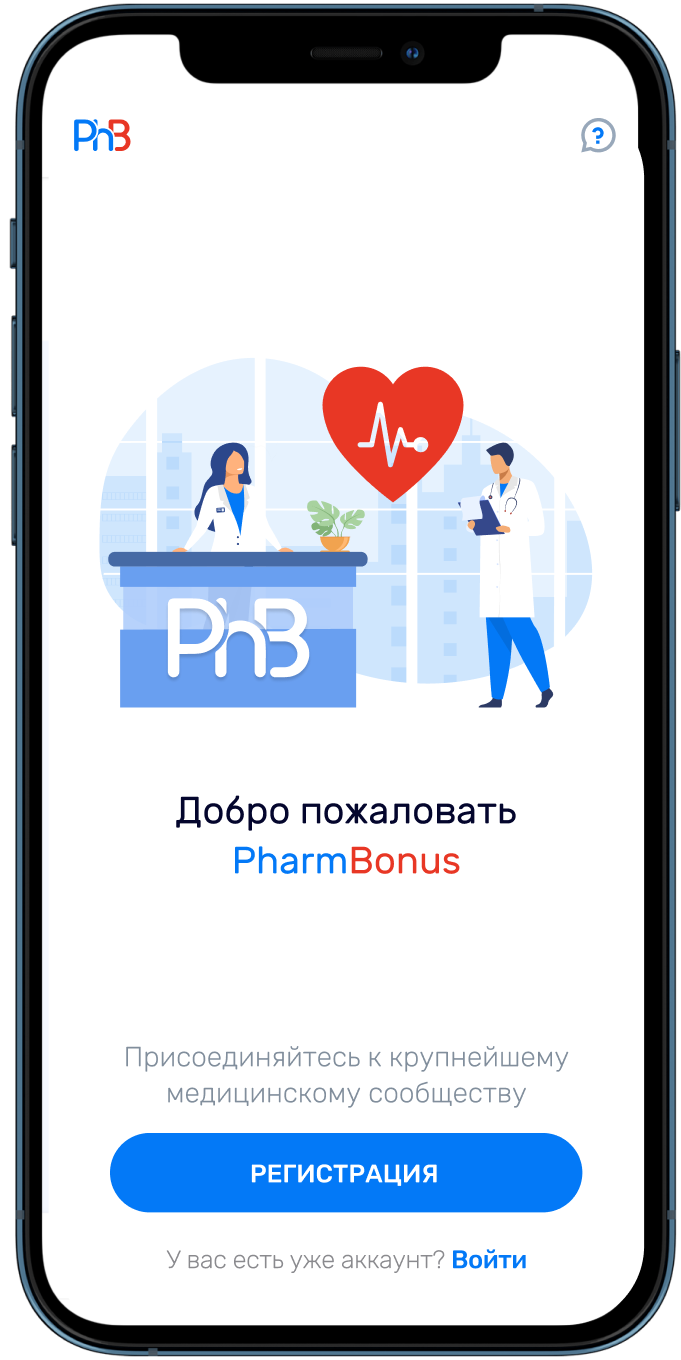 PhB
?
PhB
Добро пожаловать
PharmBonus
Присоединяйтесь к крупнейшему
медицинскому сообществу
РЕГИСТРАЦИЯ
У вас есть уже аккаунт? Войти